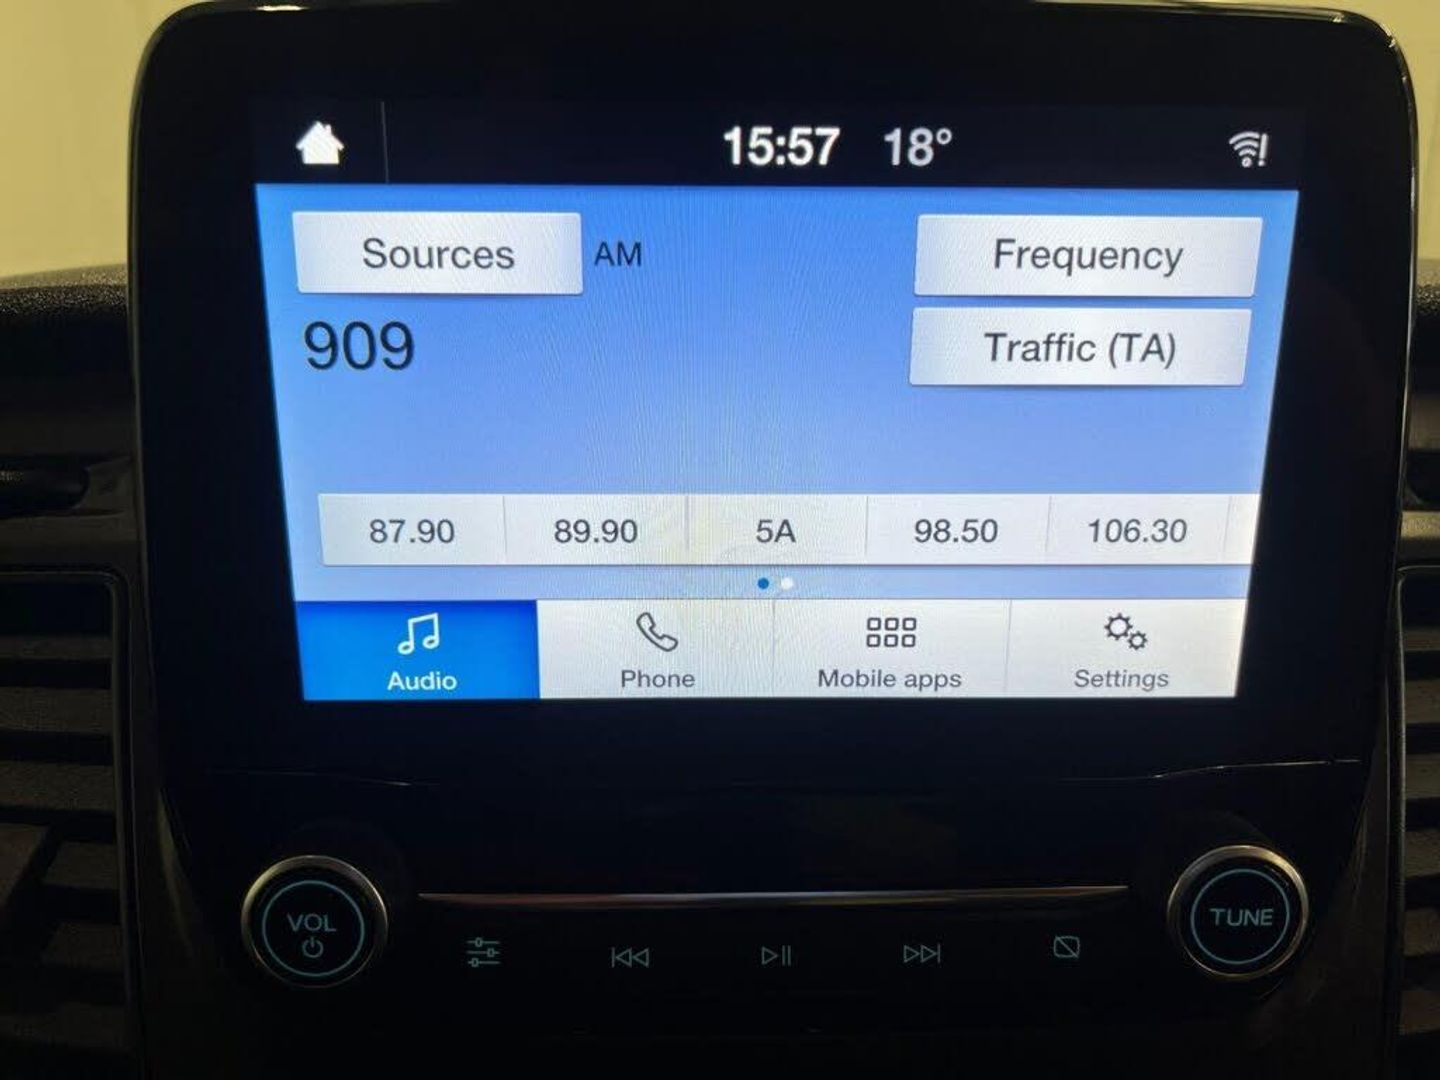 15:57 18°
Sources AM Frequency
909 Traffic (TA)
87.90 89.90 5A 98.50 106.30
Audio Phone Mobile apps Settings
VOL TUNE